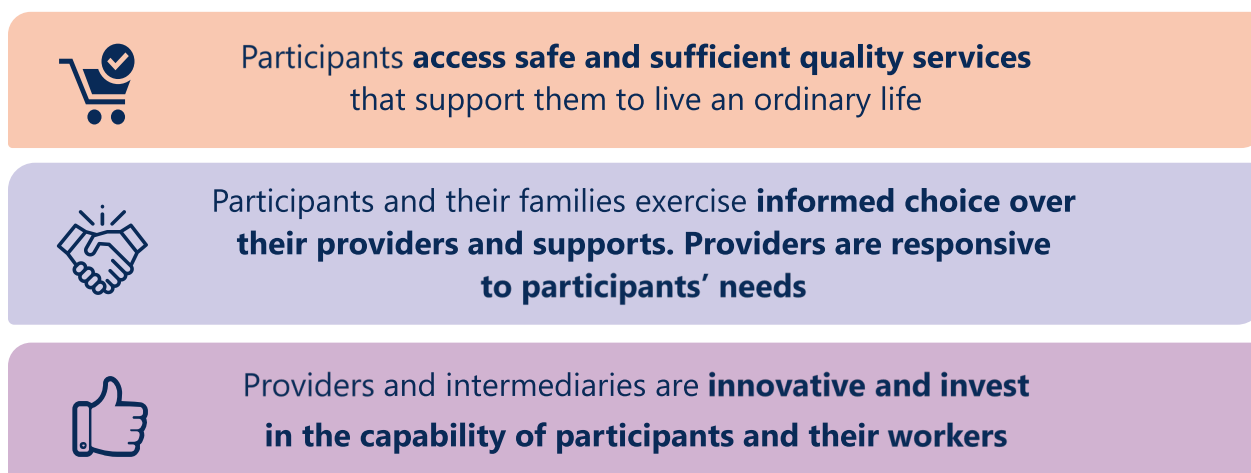 Participants access safe and sufficient quality services
that support them to live an ordinary life
Participants and their families exercise informed choice over
their providers and supports. Providers are responsive
to participants’ needs
Providers and intermediaries are innovative and invest
in the capability of participants and their workers